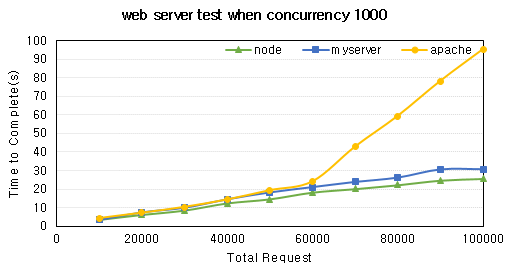 web server test when concurrency 1000
node myserver apache
Time to Complete(s)
100
90
80
70
60
50
40
30
20
10
0
0 20000 40000 60000 80000 100000
Total Request